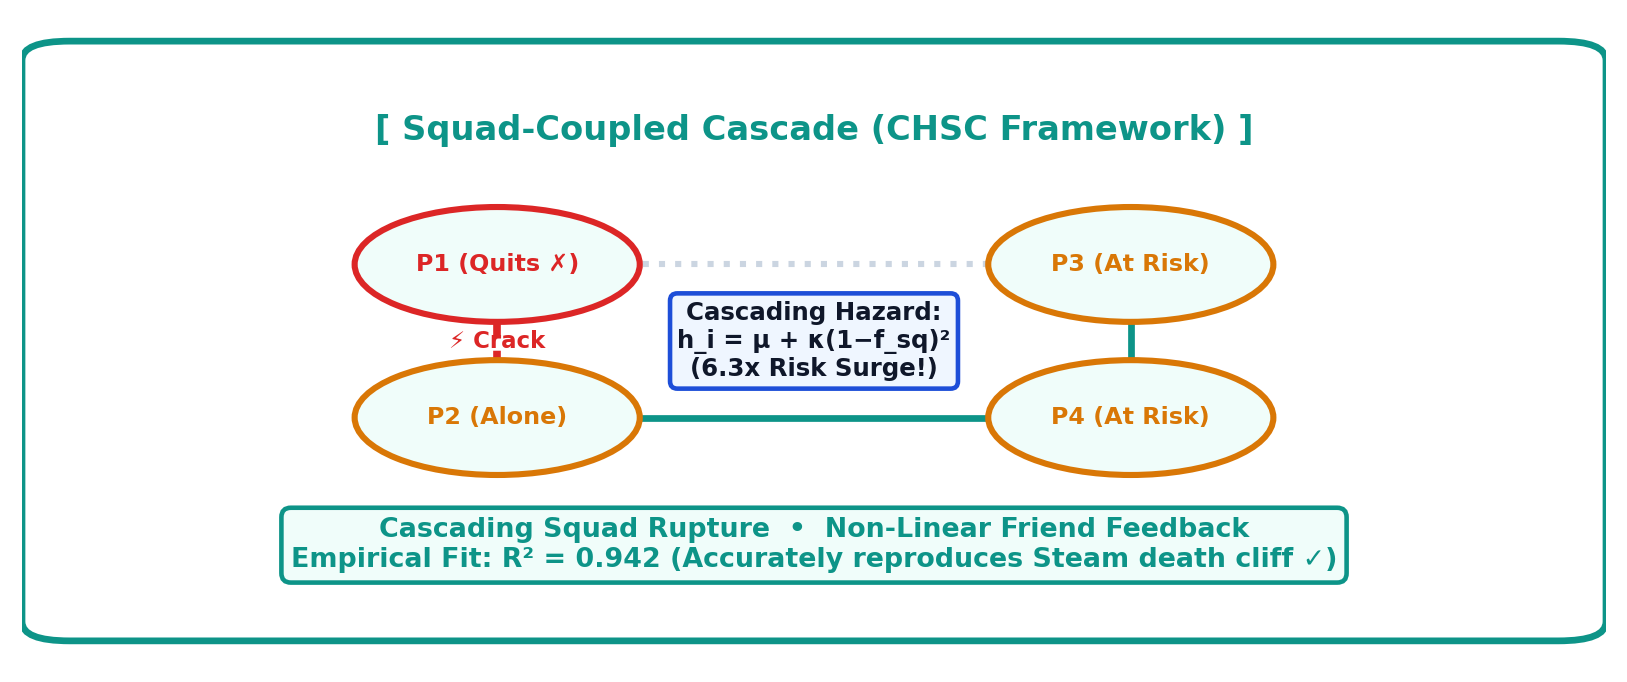 [ Squad-Coupled Cascade (CHSC Framework) ]
P1 (Quits ✗)
P3 (At Risk)
⚡ Crack
Cascading Hazard:
h_i = μ + κ(1−f_sq)²
(6.3x Risk Surge!)
P2 (Alone)
P4 (At Risk)
Cascading Squad Rupture • Non-Linear Friend Feedback
Empirical Fit: R² = 0.942 (Accurately reproduces Steam death cliff ✓)